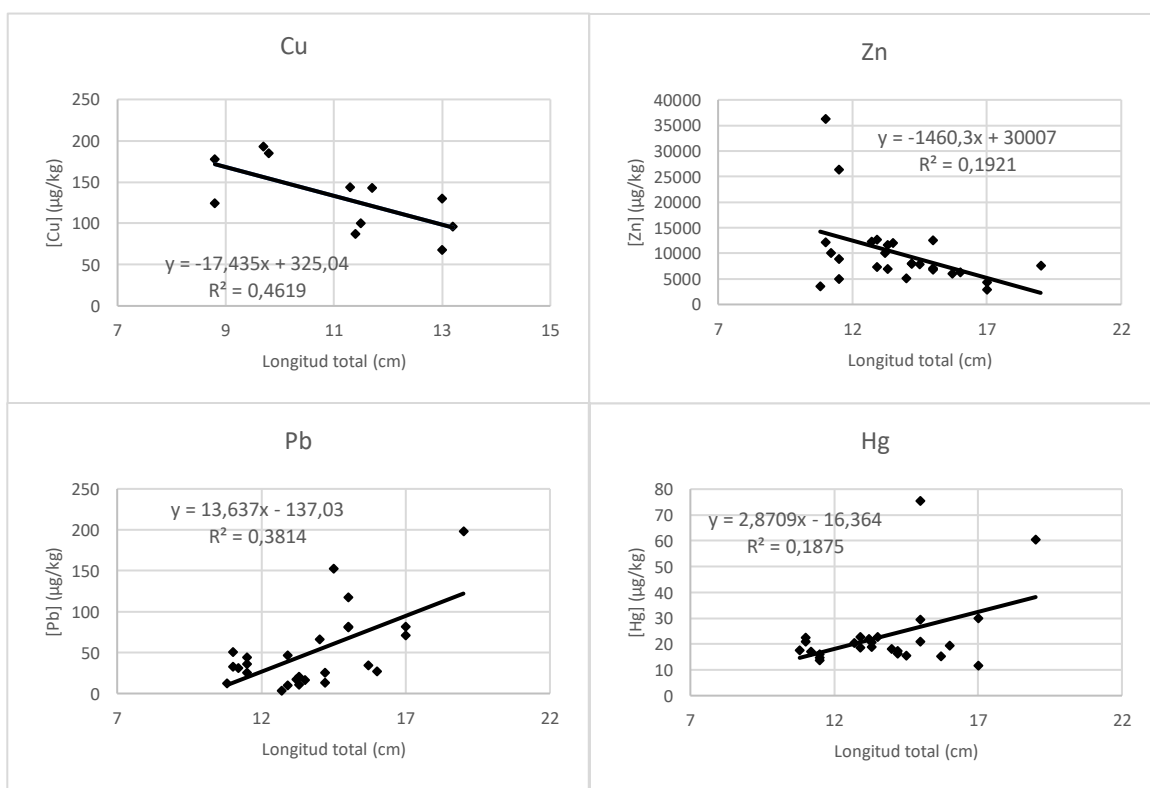 Cu
250
200
150
100
50
0
[Cu] (µg/kg)
y = -17,435x + 325,04
R² = 0,4619
7 9 11 13 15
Longitud total (cm)
Zn
40000
35000
30000
25000
20000
15000
10000
5000
0
[Zn] (µg/kg)
y = -1460,3x + 30007
R² = 0,1921
7 12 17 22
Longitud total (cm)
Pb
250
200
150
100
50
0
[Pb] (µg/kg)
y = 13,637x - 137,03
R² = 0,3814
7 12 17 22
Longitud total (cm)
Hg
80
70
60
50
40
30
20
10
0
[Hg] (µg/kg)
y = 2,8709x - 16,364
R² = 0,1875
7 12 17 22
Longitud total (cm)